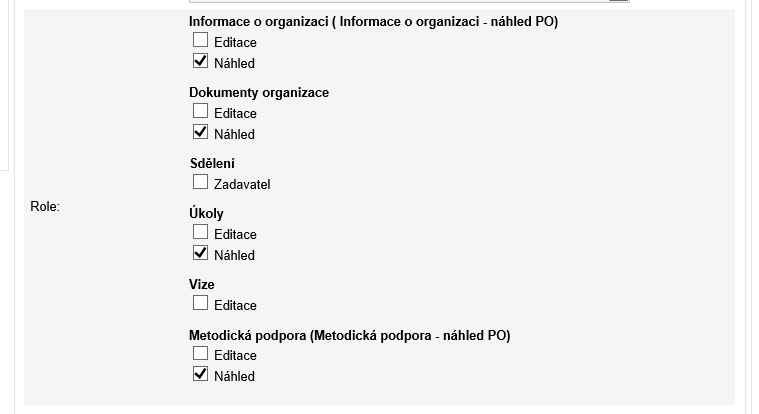 Informace o organizaci ( Informace o organizaci - náhled PO)
Editace
Náhled
Dokumenty organizace
Editace
Náhled
Sdělení
Zadavatel
Role:
Úkoly
Editace
Náhled
Vize
Editace
Metodická podpora (Metodická podpora - náhled PO)
Editace
Náhled